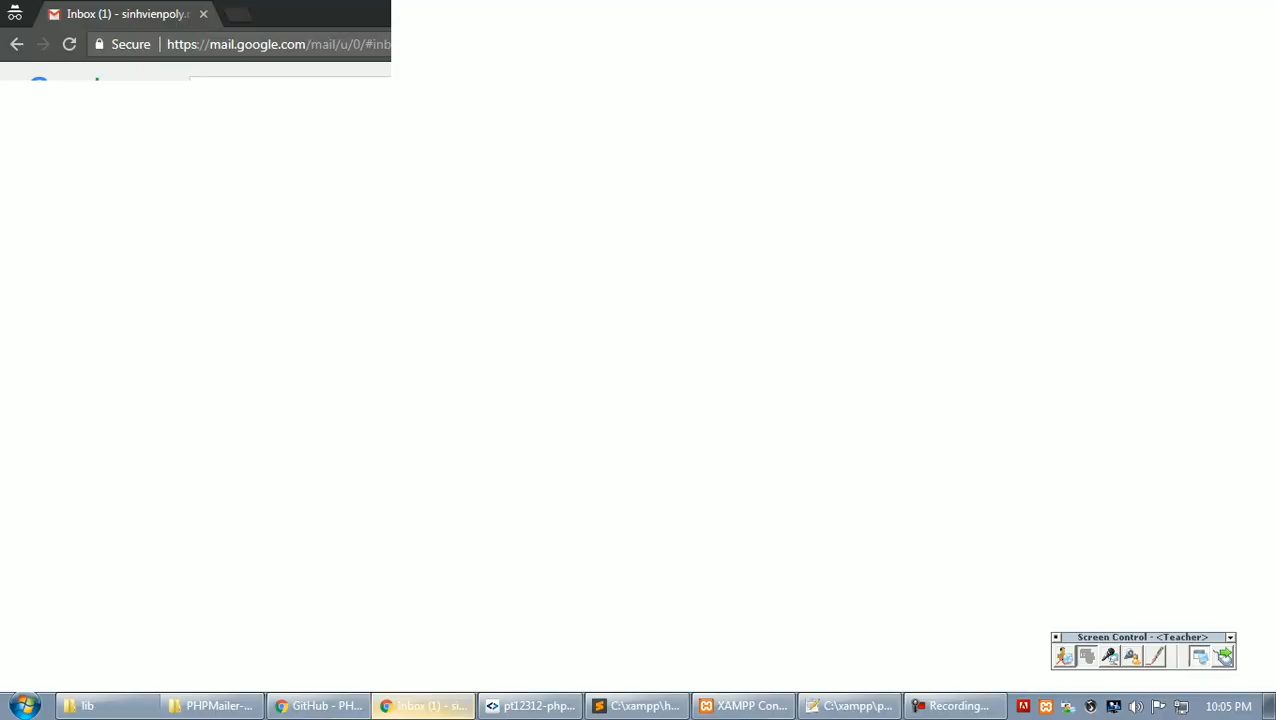 Inbox (1) - sinhvienpoly.r
Secure
https://mail.google.com/mail/u/0/#inb
Screen Control - <Teacher>
lib
PHPMailer-...
GitHub - PH...
Inbox (1) - si...
pt12312-php...
C:\xampp\h...
XAMPP Con...
C:\xampp\p...
Recording...
10:05 PM